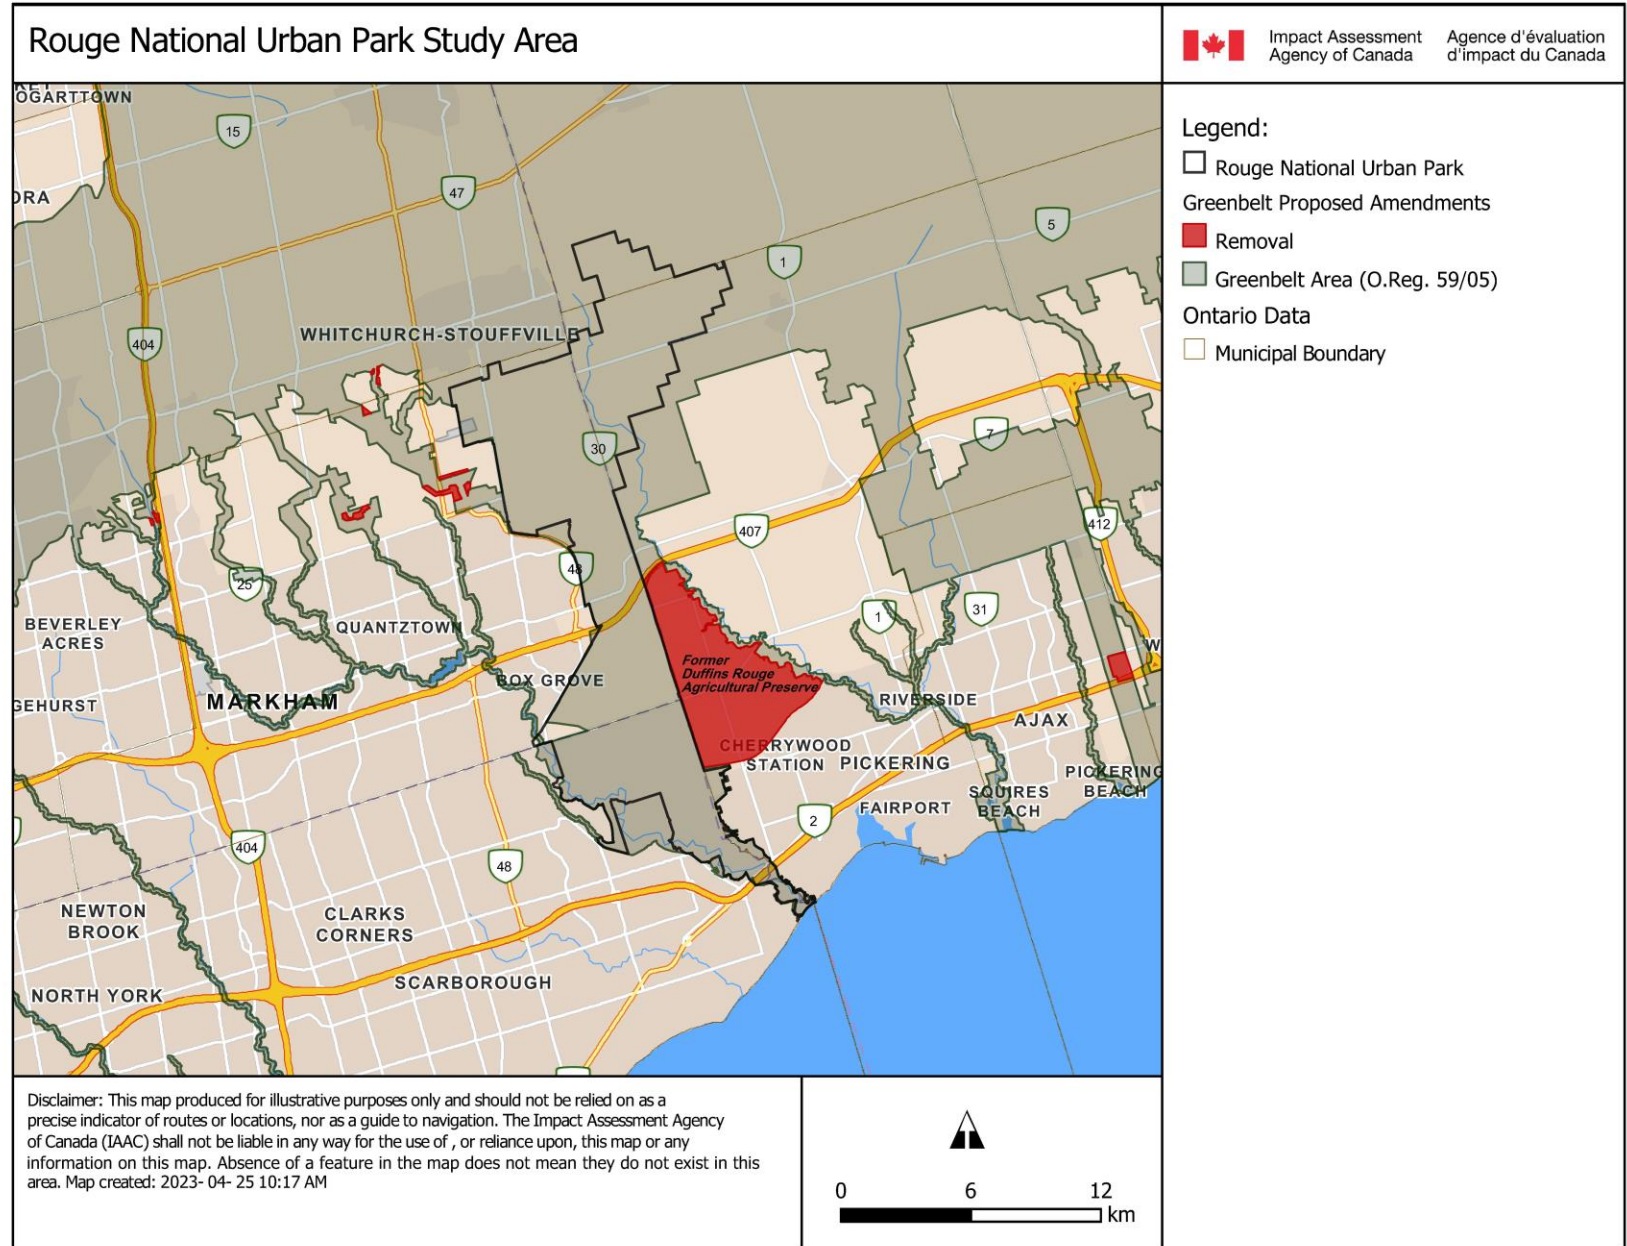 Rouge National Urban Park Study Area
Impact Assessment
Agency of Canada
Agence d'évaluation
d'impact du Canada
Legend:
Rouge National Urban Park
Greenbelt Proposed Amendments
Removal
Greenbelt Area (O.Reg. 59/05)
Ontario Data
Municipal Boundary
OGARTTOWN
15
ORA
47
5
1
404
WHITCHURCH-STOUFFVILLE
30
7
407
412
48
25
1
31
BEVERLEY
ACRES
QUANTZTOWN
W
Former
Duffins Rouge
Agricultural Preserve
BOX GROVE
GEHURST
MARKHAM
RIVERSIDE
AJAX
CHERRYWOOD
STATION
PICKERING
PICKERING
BEACH
SQUIRES
BEACH
FAIRPORT
2
404
48
NEWTON
BROOK
CLARKS
CORNERS
SCARBOROUGH
NORTH YORK
Disclaimer: This map produced for illustrative purposes only and should not be relied on as a
precise indicator of routes or locations, nor as a guide to navigation. The Impact Assessment Agency
of Canada (IAAC) shall not be liable in any way for the use of , or reliance upon, this map or any
information on this map. Absence of a feature in the map does not mean they do not exist in this
area. Map created: 2023- 04- 25 10:17 AM
0 6 12
km